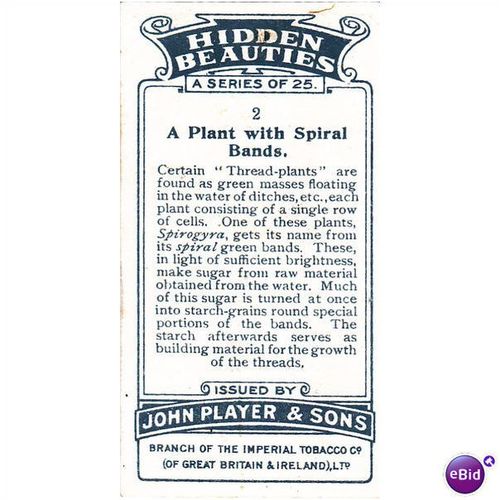 HIDDEN
BEAUTIES
A SERIES OF 25.
2
A Plant with Spiral
Bands.
Certain "Thread-plants" are
found as green masses floating
in the water of ditches, etc., each
plant consisting of a single row
of cells. One of these plants,
Spirogyra, gets its name from
its spiral green bands. These,
in light of sufficient brightness,
make sugar from raw material
obtained from the water. Much
of this sugar is turned at once
into starch-grains round special
portions of the bands. The
starch afterwards serves as
building material for the growth
of the threads.
ISSUED BY
JOHN PLAYER & SONS
BRANCH OF THE IMPERIAL TOBACCO Cº
(OF GREAT BRITAIN & IRELAND), LTD
eBid